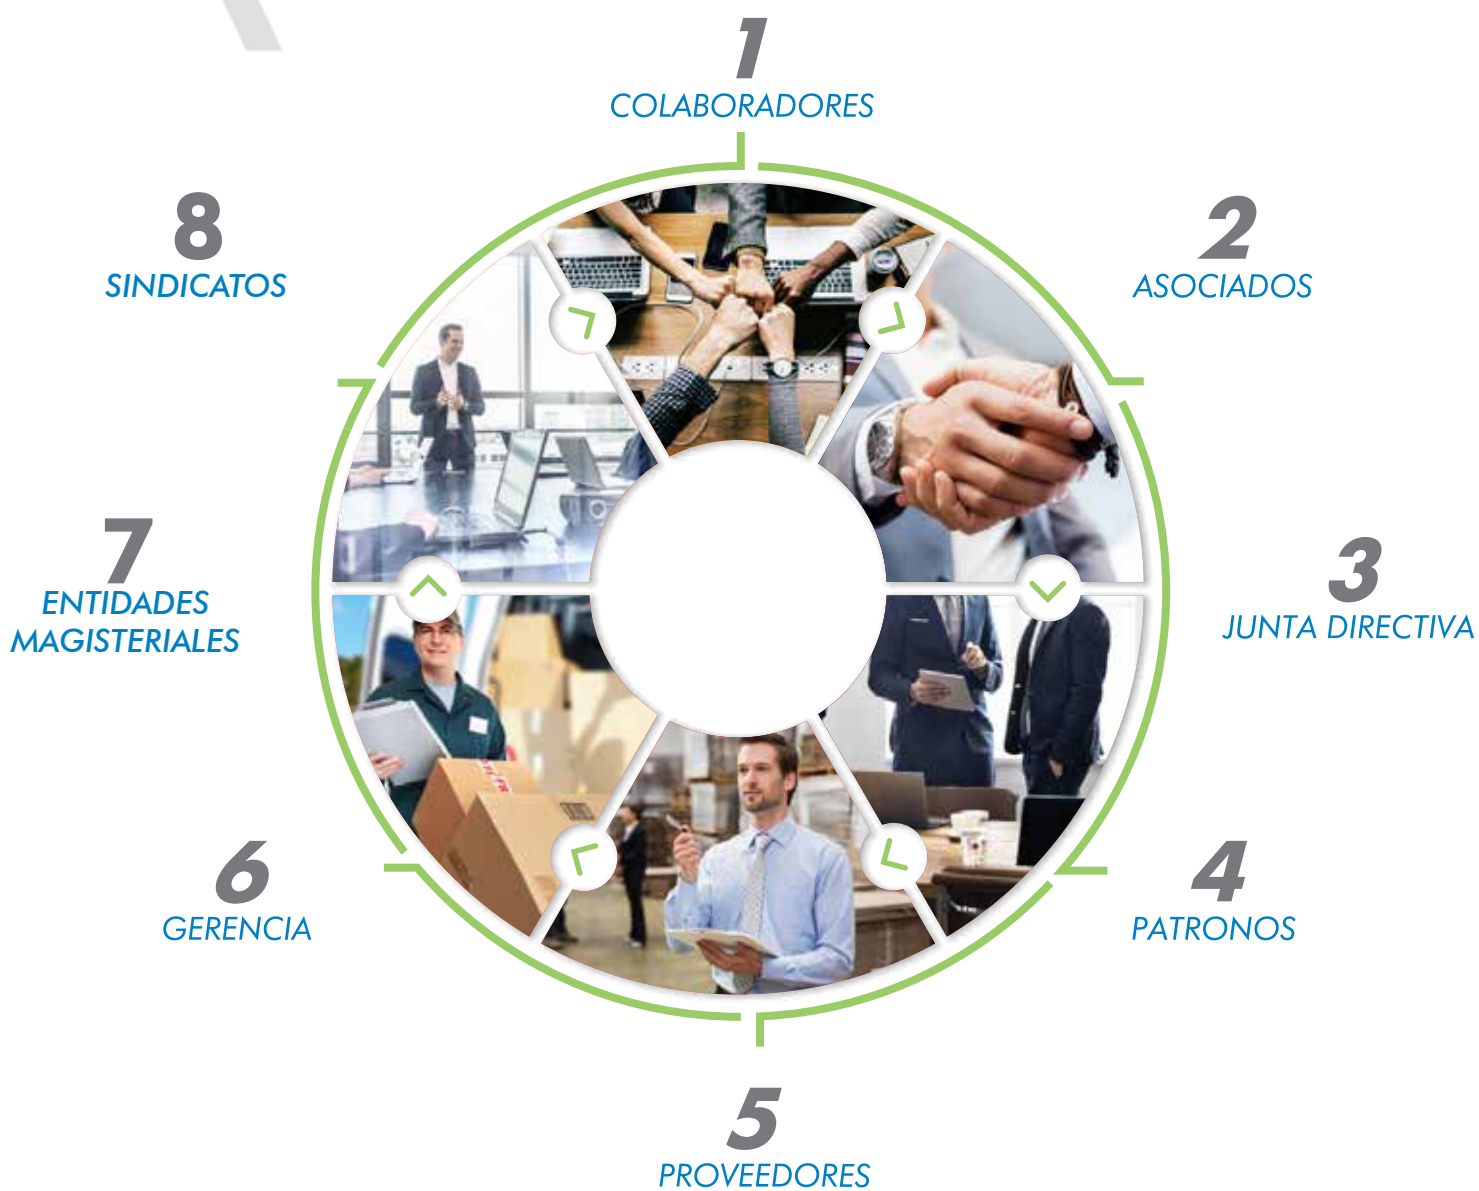 1
COLABORADORES
2
ASOCIADOS
3
JUNTA DIRECTIVA
4
PATRONOS
5
PROVEEDORES
6
GERENCIA
7
ENTIDADES
MAGISTERIALES
8
SINDICATOS